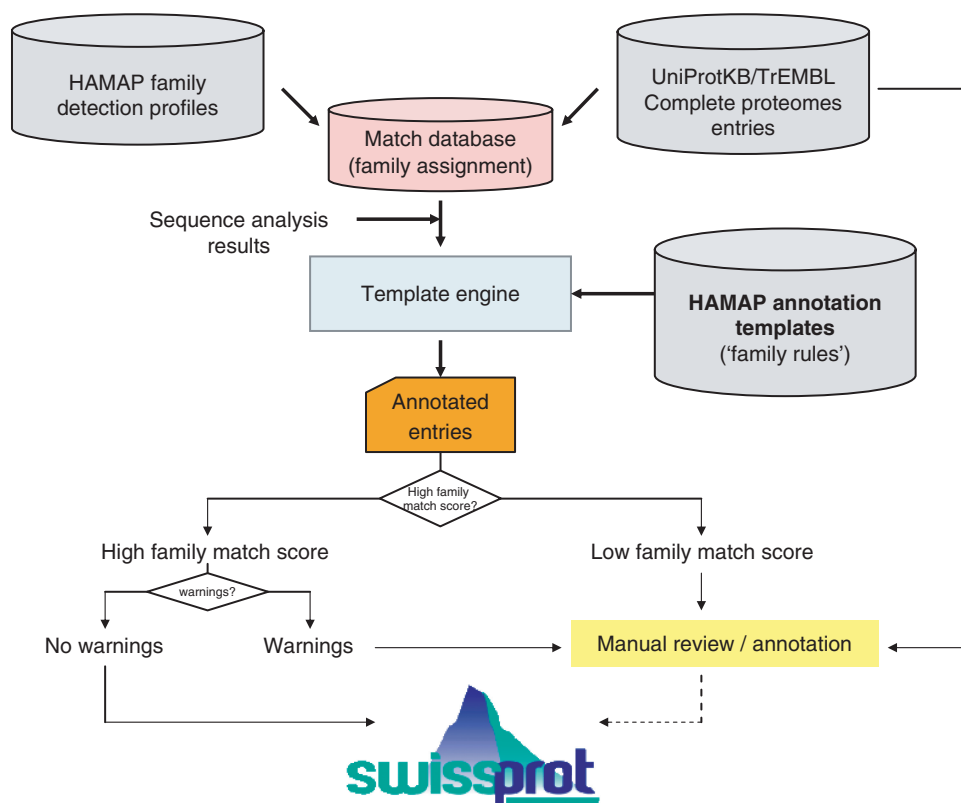 HAMAP family
detection profiles
UniProtKB/TrEMBL
Complete proteomes
entries
Match database
(family assignment)
Sequence analysis
results
Template engine
HAMAP annotation
templates
(‘family rules’)
Annotated
entries
High family
match score?
High family match score
Low family match score
warnings?
No warnings
Warnings
Manual review / annotation
swissprot